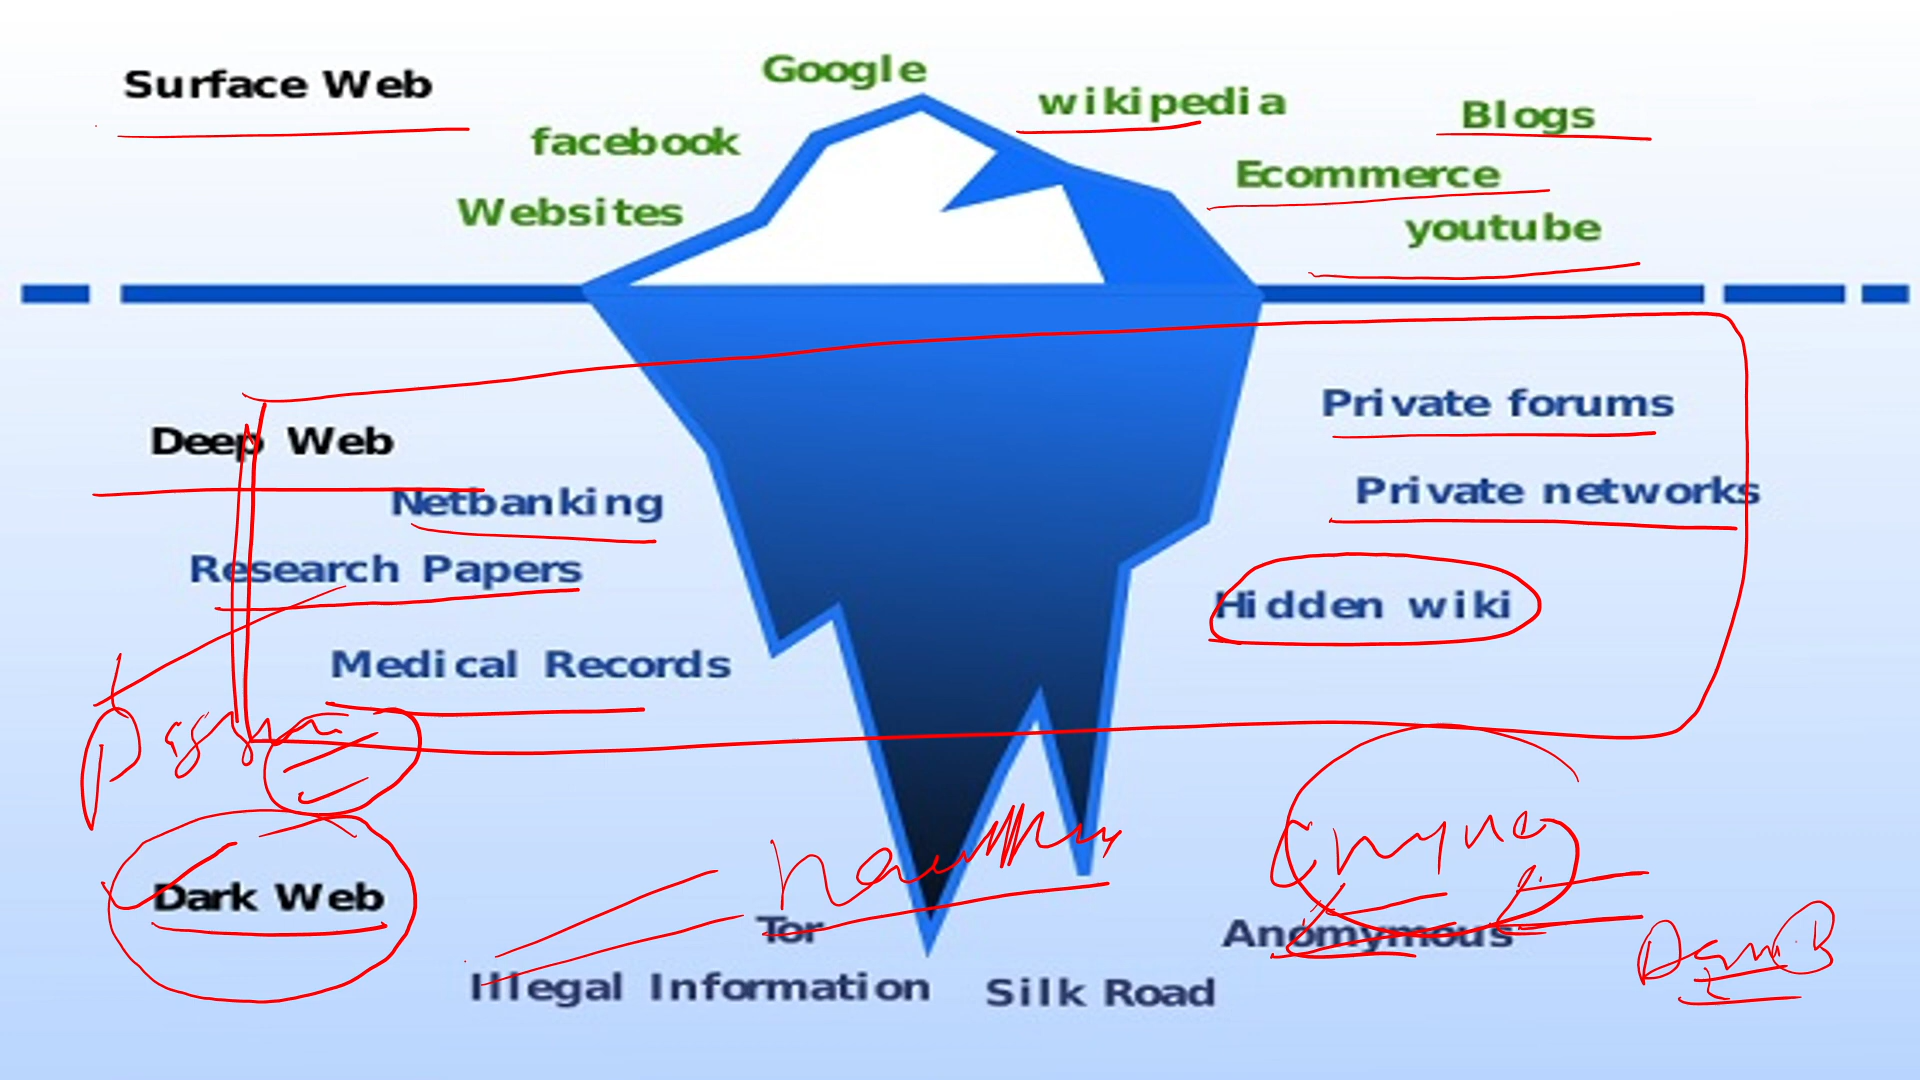 Surface Web
Google
wikipedia
Blogs
facebook
Ecommerce
Websites
youtube
Deep Web
Private forums
Netbanking
Private networks
Research Papers
Hidden wiki
Medical Records
Dark Web
Tor
Anomymous
Illegal Information
Silk Road